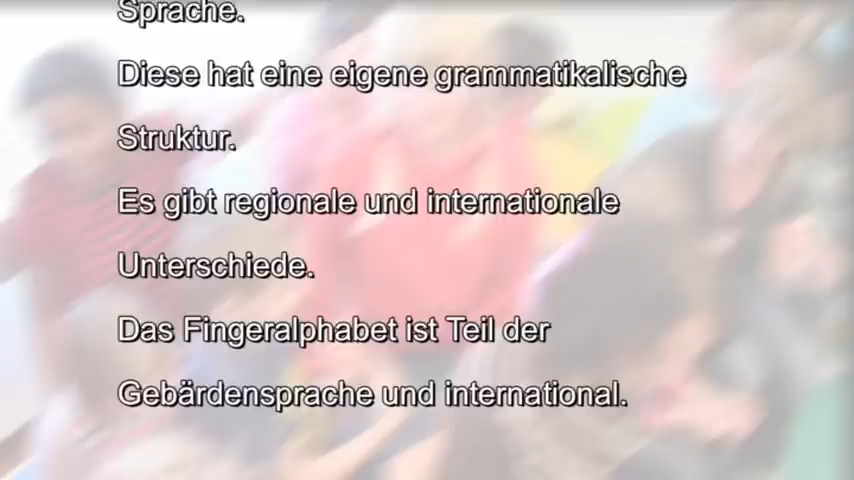 Sprache.
Diese hat eine eigene grammatikalische
Struktur.
Es gibt regionale und internationale
Unterschiede.
Das Fingeralphabet ist Teil der
Gebärdensprache und international.